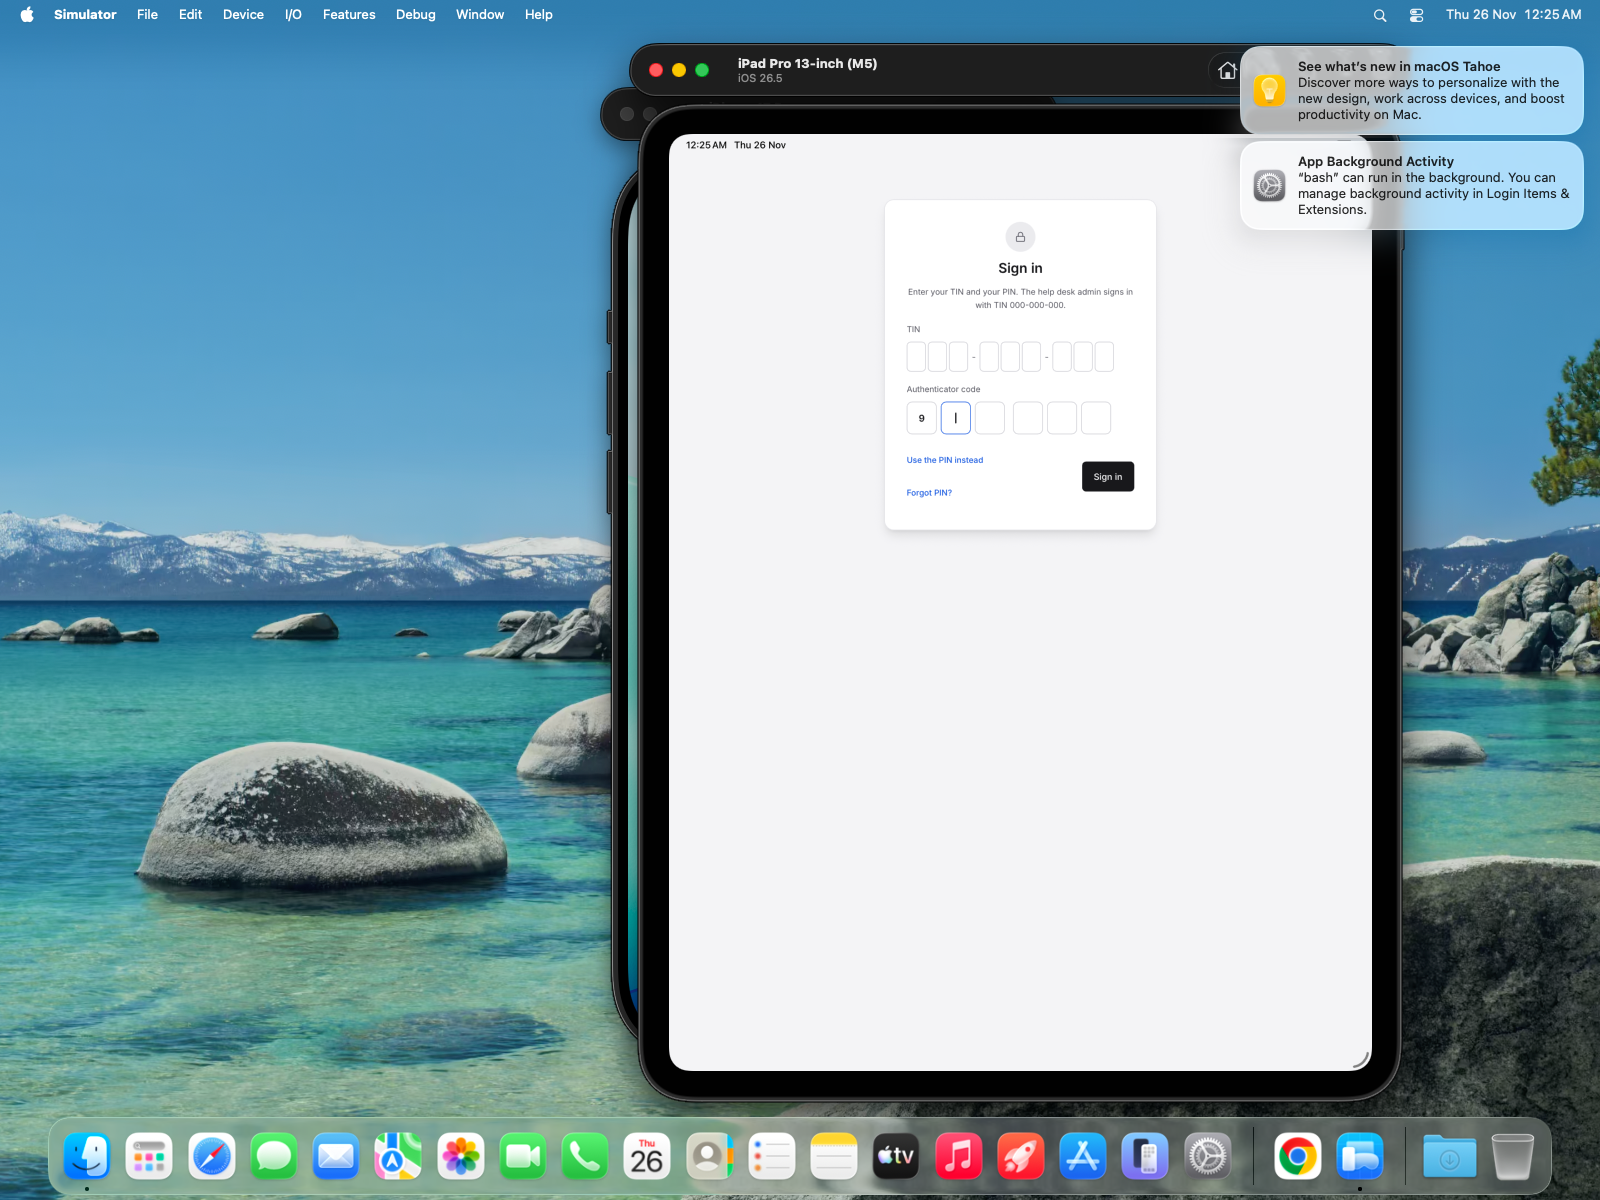 Simulator File Edit Device I/O Features Debug Window Help Thu 26 Nov 12:25 AM
iPad Pro 13-inch (M5)
iOS 26.5
See what's new in macOS Tahoe
Discover more ways to personalize with the
new design, work across devices, and boost
productivity on Mac.
App Background Activity
“bash” can run in the background. You can
manage background activity in Login Items &
Extensions.
12:25 AM Thu 26 Nov
Sign in
Enter your TIN and your PIN. The help desk admin signs in
with TIN 000-000-000.
TIN
- -
Authenticator code
9
Use the PIN instead
Sign in
Forgot PIN?
Thu
26
tv